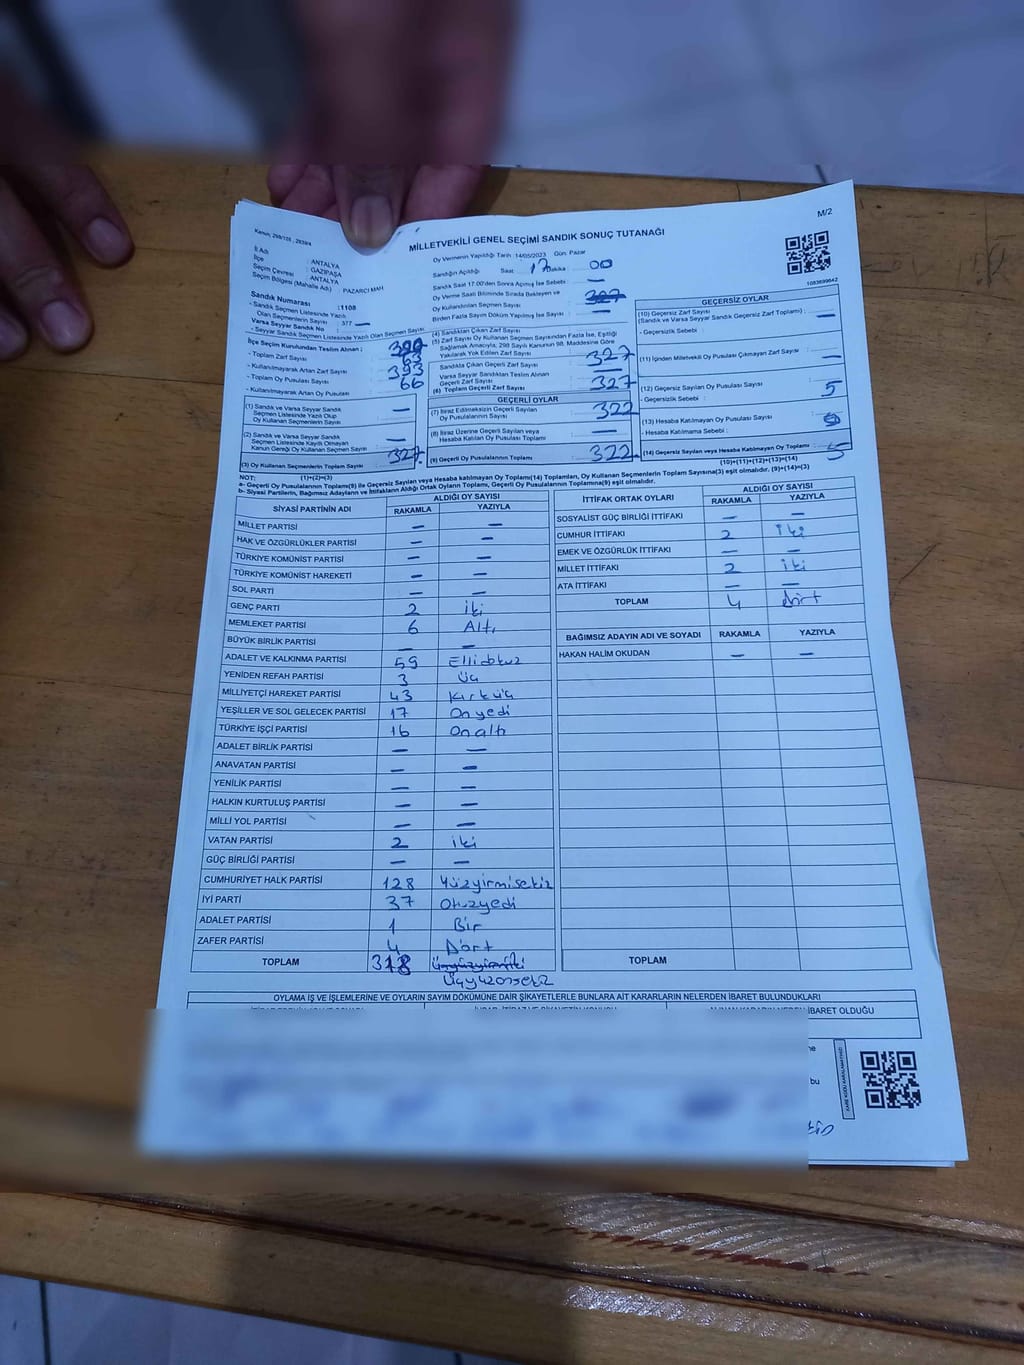 M/2
Kanun; 298/105 , 2839/4
MİLLETVEKİLİ GENEL SEÇİMİ SANDIK SONUÇ TUTANAĞI
İl Adı : ANTALYA
İlçe : GAZİPAŞA
Seçim Çevresi : ANTALYA
Seçim Bölgesi (Mahalle Adı) : PAZARCI MAH
Sandık Numarası : 1108
- Sandık Seçmen Listesinde Yazılı
Olan Seçmenlerin Sayısı : 377 —
Varsa Seyyar Sandık No :
- Seyyar Sandık Seçmen Listesinde Yazılı Olan Seçmen Sayısı
Oy Vermenin Yapıldığı Tarih :14/05/2023 Gün: Pazar
Sandığın Açıldığı Saat : 17 Dakika : 00
Sandık Saat 17:00'den Sonra Açılmış İse Sebebi : —
Oy Verme Saati Bitiminde Sırada Bekleyen ve
Oy Kullandırılan Seçmen Sayısı : 327
Birden Fazla Sayım Döküm Yapılmış İse Sayısı : —
1083699642
İlçe Seçim Kurulundan Teslim Alınan ;
- Toplam Zarf Sayısı : 390
- Kullanılmayarak Artan Zarf Sayısı : 63
- Toplam Oy Pusulası Sayısı : 393
- Kullanılmayarak Artan Oy Pusulası : 66
(1) Sandık ve Varsa Seyyar Sandık
Seçmen Listesinde Yazılı Olup
Oy Kullanan Seçmenlerin Sayısı : —
(2) Sandık ve Varsa Seyyar Sandık
Seçmen Listesinde Kayıtlı Olmayan
Kanun Gereği Oy Kullanan Seçmen Sayısı : —
(3) Oy Kullanan Seçmenlerin Toplam Sayısı : 327
(1)+(2)=(3)
(4) Sandıktan Çıkan Zarf Sayısı
(5) Zarf Sayısı Oy Kullanan Seçmen Sayısından Fazla İse, Eşitliği
Sağlamak Amacıyla, 298 Sayılı Kanunun 98. Maddesine Göre
Yakılarak Yok Edilen Zarf Sayısı :
Sandıkta Çıkan Geçerli Zarf Sayısı : 327
Varsa Seyyar Sandıktan Teslim Alınan
Geçerli Zarf Sayısı : —
(6) Toplam Geçerli Zarf Sayısı : 327
GEÇERLİ OYLAR
(7) İtiraz Edilmeksizin Geçerli Sayılan
Oy Pusulalarının Sayısı : 322
(8) İtiraz Üzerine Geçerli Sayılan veya
Hesaba Katılan Oy Pusulası Toplamı : —
(9) Geçerli Oy Pusulalarının Toplamı : 322
GEÇERSİZ OYLAR
(10) Geçersiz Zarf Sayısı
(Sandık ve Varsa Seyyar Sandık Geçersiz Zarf Toplamı) : —
- Geçersizlik Sebebi :
(11) İçinden Milletvekili Oy Pusulası Çıkmayan Zarf Sayısı : —
(12) Geçersiz Sayılan Oy Pusulası Sayısı : 5
- Geçersizlik Sebebi :
(13) Hesaba Katılmayan Oy Pusulası Sayısı :
- Hesaba Katılmama Sebebi :
(14) Geçersiz Sayılan veya Hesaba Katılmayan Oy Toplamı : 5
(10)+(11)+(12)+(13)=(14)
NOT:
a- Geçerli Oy Pusulalarının Toplamı(9) ile Geçersiz Sayılan veya Hesaba Katılmayan Oy Toplamı(14) Toplamları, Oy Kullanan Seçmenlerin Toplam Sayısına(3) eşit olmalıdır. (9)+(14)=(3)
b- Siyasi Partilerin, Bağımsız Adayların ve İttifakların Aldığı Ortak Oyların Toplamı, Geçerli Oy Pusulalarının Toplamına(9) eşit olmalıdır.
SİYASİ PARTİNİN ADI ALDIĞI OY SAYISI
RAKAMLA YAZIYLA
MİLLET PARTİSİ — —
HAK VE ÖZGÜRLÜKLER PARTİSİ — —
TÜRKİYE KOMÜNİST PARTİSİ — —
TÜRKİYE KOMÜNİST HAREKETİ — —
SOL PARTİ — —
GENÇ PARTİ 2 İki
MEMLEKET PARTİSİ 6 Altı
BÜYÜK BİRLİK PARTİSİ — —
ADALET VE KALKINMA PARTİSİ 59 Ellidokuz
YENİDEN REFAH PARTİSİ 3 Üç
MİLLİYETÇİ HAREKET PARTİSİ 43 Kırküç
YEŞİLLER VE SOL GELECEK PARTİSİ 17 Onyedi
TÜRKİYE İŞÇİ PARTİSİ 16 Onaltı
ADALET BİRLİK PARTİSİ — —
ANAVATAN PARTİSİ — —
YENİLİK PARTİSİ — —
HALKIN KURTULUŞ PARTİSİ — —
MİLLİ YOL PARTİSİ — —
VATAN PARTİSİ 2 İki
GÜÇ BİRLİĞİ PARTİSİ — —
CUMHURİYET HALK PARTİSİ 128 Yüzyirmisekiz
İYİ PARTİ 37 Otuzyedi
ADALET PARTİSİ 1 Bir
ZAFER PARTİSİ 4 Dört
TOPLAM 318 Üçyüzyirmiiki
Üçyüzonsekiz
İTTİFAK ORTAK OYLARI ALDIĞI OY SAYISI
RAKAMLA YAZIYLA
SOSYALİST GÜÇ BİRLİĞİ İTTİFAKI — —
CUMHUR İTTİFAKI 2 İki
EMEK VE ÖZGÜRLÜK İTTİFAKI — —
MİLLET İTTİFAKI 2 İki
ATA İTTİFAKI — —
TOPLAM 4 dört
BAĞIMSIZ ADAYIN ADI VE SOYADI RAKAMLA YAZIYLA
HAKAN HALİM OKUDAN — —
TOPLAM
OYLAMA İŞ VE İŞLEMLERİNE VE OYLARIN SAYIM DÖKÜMÜNE DAİR ŞİKAYETLERLE BUNLARA AİT KARARLARIN NELERDEN İBARET BULUNDUKLARI
İBARET OLDUĞU
bu